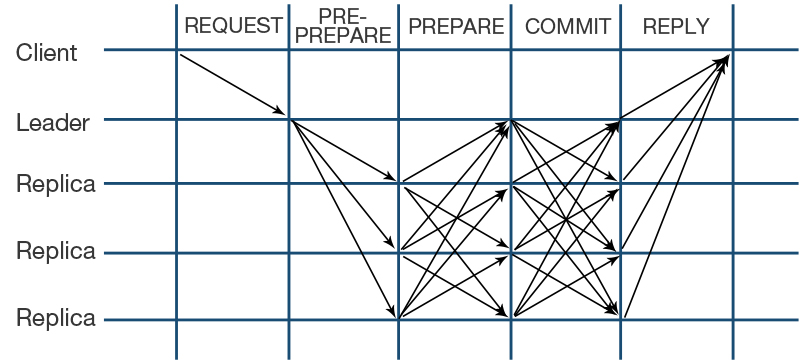 REQUEST
PRE-
PREPARE
PREPARE
COMMIT
REPLY
Client
Leader
Replica
Replica
Replica